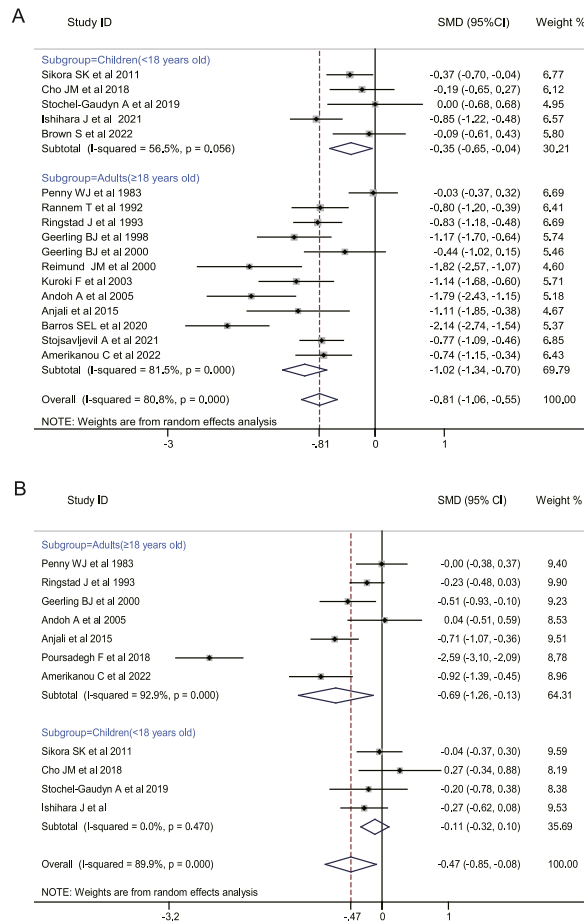 A
Study ID SMD (95%CI) Weight %
Subgroup=Children(<18 years old)
Sikora SK et al 2011 -0.37 (-0.70, -0.04) 6.77
Cho JM et al 2018 -0.19 (-0.65, 0.27) 6.12
Stochel-Gaudyn A et al 2019 0.00 (-0.68, 0.68) 4.95
Ishihara J et al 2021 -0.85 (-1.22, -0.48) 6.57
Brown S et al 2022 -0.09 (-0.61, 0.43) 5.80
Subtotal (I-squared = 56.5%, p = 0.056) -0.35 (-0.65, -0.04) 30.21
Subgroup=Adults(≥18 years old)
Penny WJ et al 1983 -0.03 (-0.37, 0.32) 6.69
Rannem T et al 1992 -0.80 (-1.20, -0.39) 6.41
Ringstad J et al 1993 -0.83 (-1.18, -0.48) 6.69
Geerling BJ et al 1998 -1.17 (-1.70, -0.64) 5.74
Geerling BJ et al 2000 -0.44 (-1.02, 0.15) 5.46
Reimund JM et al 2000 -1.82 (-2.57, -1.07) 4.60
Kuroki F et al 2003 -1.14 (-1.68, -0.60) 5.71
Andoh A et al 2005 -1.79 (-2.43, -1.15) 5.18
Anjali et al 2015 -1.11 (-1.85, -0.38) 4.67
Barros SEL et al 2020 -2.14 (-2.74, -1.54) 5.37
Stojsavljevil A et al 2021 -0.77 (-1.09, -0.46) 6.85
Amerikanou C et al 2022 -0.74 (-1.15, -0.34) 6.43
Subtotal (I-squared = 81.5%, p = 0.000) -1.02 (-1.34, -0.70) 69.79
Overall (I-squared = 80.8%, p = 0.000) -0.81 (-1.06, -0.55) 100.00
NOTE: Weights are from random effects analysis
-3 -.81 0 1
B
Study ID SMD (95% CI) Weight %
Subgroup=Adults(≥18 years old)
Penny WJ et al 1983 -0.00 (-0.38, 0.37) 9.40
Ringstad J et al 1993 -0.23 (-0.48, 0.03) 9.90
Geerling BJ et al 2000 -0.51 (-0.93, -0.10) 9.23
Andoh A et al 2005 0.04 (-0.51, 0.59) 8.53
Anjali et al 2015 -0.71 (-1.07, -0.36) 9.51
Poursadegh F et al 2018 -2.59 (-3.10, -2.09) 8.78
Amerikanou C et al 2022 -0.92 (-1.39, -0.45) 8.96
Subtotal (I-squared = 92.9%, p = 0.000) -0.69 (-1.26, -0.13) 64.31
Subgroup=Children(<18 years old)
Sikora SK et al 2011 -0.04 (-0.37, 0.30) 9.59
Cho JM et al 2018 0.27 (-0.34, 0.88) 8.19
Stochel-Gaudyn A et al 2019 -0.20 (-0.78, 0.38) 8.38
Ishihara J et al -0.27 (-0.62, 0.08) 9.53
Subtotal (I-squared = 0.0%, p = 0.470) -0.11 (-0.32, 0.10) 35.69
Overall (I-squared = 89.9%, p = 0.000) -0.47 (-0.85, -0.08) 100.00
NOTE: Weights are from random effects analysis
-3,2 -.47 0 1